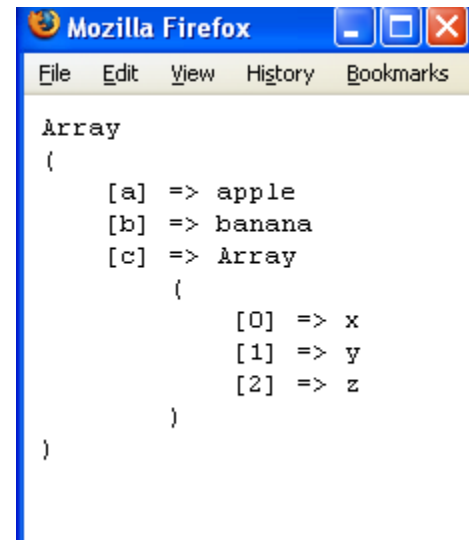 Mozilla Firefox
File Edit View History Bookmarks
Array
(
    [a] => apple
    [b] => banana
    [c] => Array
        (
            [0] => x
            [1] => y
            [2] => z
        )
)